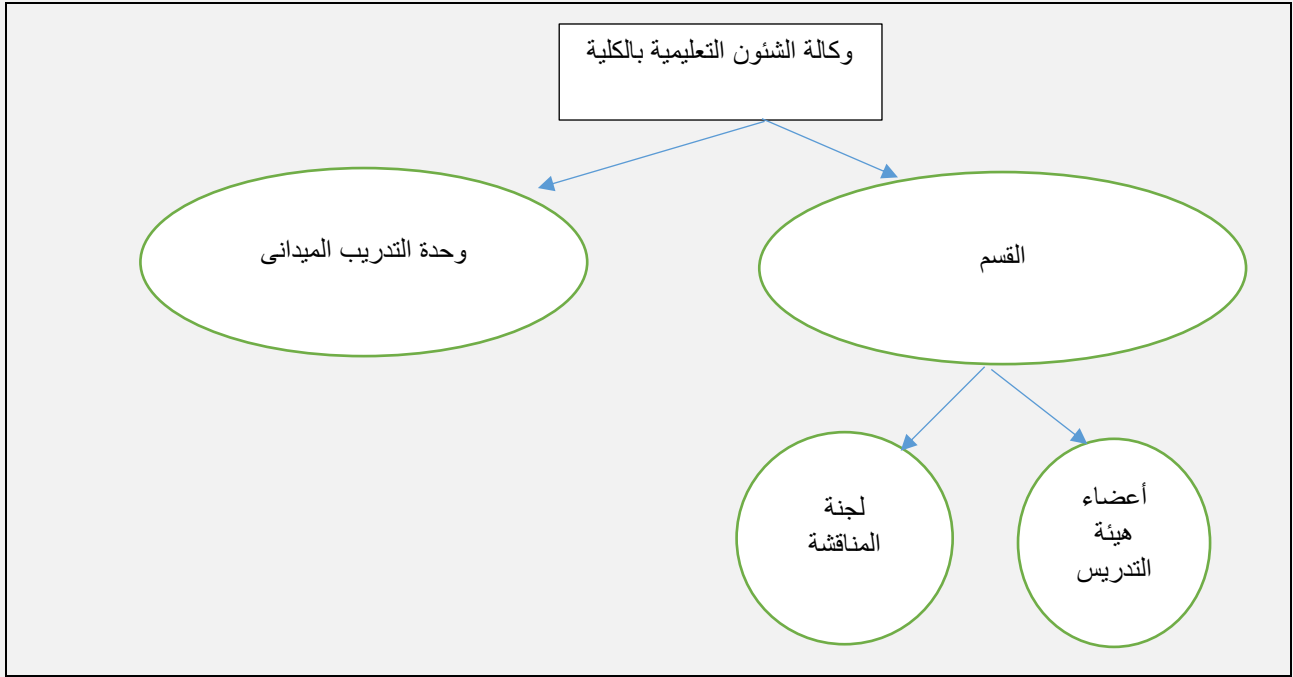 وكالة الشئون التعليمية بالكلية
القسم
وحدة التدريب الميدانى
أعضاء
هيئة
التدريس
لجنة
المناقشة